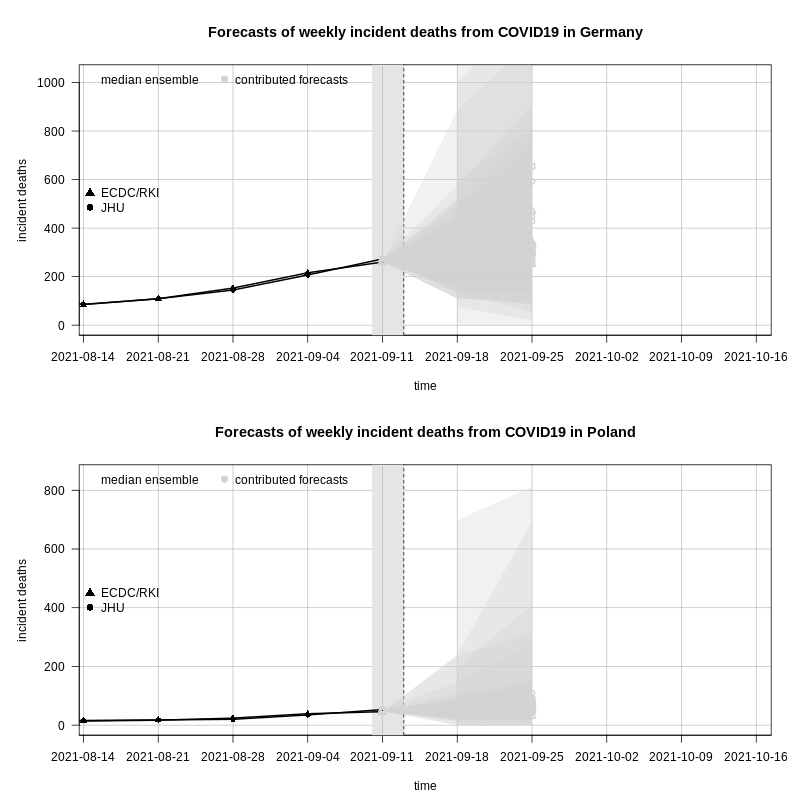 Forecasts of weekly incident deaths from COVID19 in Germany
median ensemble contributed forecasts
1000
800
600
400
200
0
incident deaths
ECDC/RKI
JHU
2021-08-14 2021-08-21 2021-08-28 2021-09-04 2021-09-11 2021-09-18 2021-09-25 2021-10-02 2021-10-09 2021-10-16
time
Forecasts of weekly incident deaths from COVID19 in Poland
median ensemble contributed forecasts
800
600
400
200
0
incident deaths
ECDC/RKI
JHU
2021-08-14 2021-08-21 2021-08-28 2021-09-04 2021-09-11 2021-09-18 2021-09-25 2021-10-02 2021-10-09 2021-10-16
time